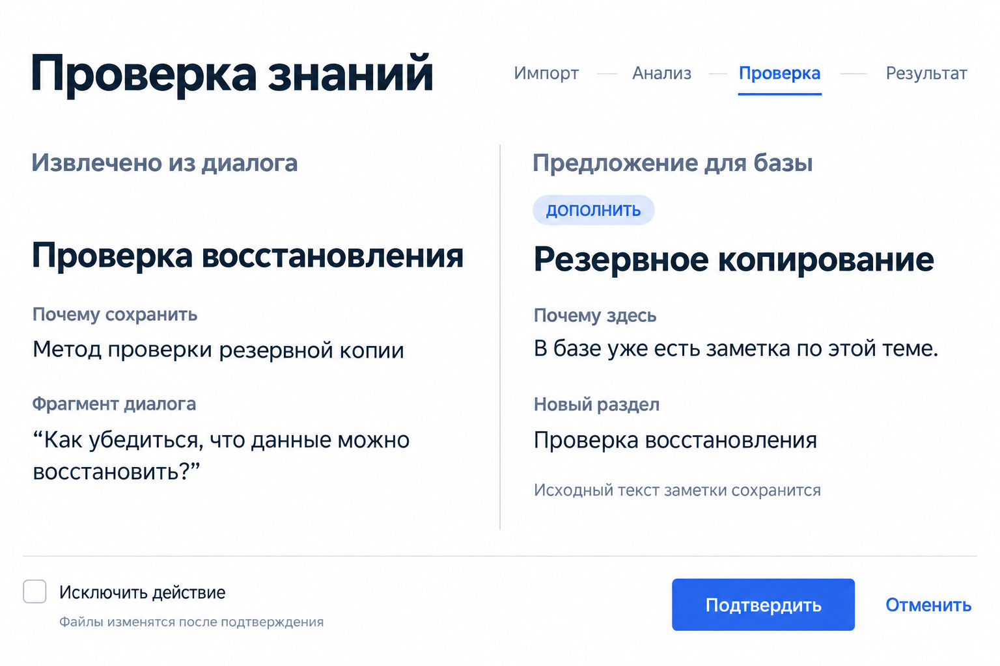 Проверка знаний
Импорт
Анализ
Проверка
Результат
Извлечено из диалога
Проверка восстановления
Почему сохранить
Метод проверки резервной копии
Фрагмент диалога
“Как убедиться, что данные можно
восстановить?”
Предложение для базы
ДОПОЛНИТЬ
Резервное копирование
Почему здесь
В базе уже есть заметка по этой теме.
Новый раздел
Проверка восстановления
Исходный текст заметки сохранится
Исключить действие
Файлы изменятся после подтверждения
Подтвердить
Отменить